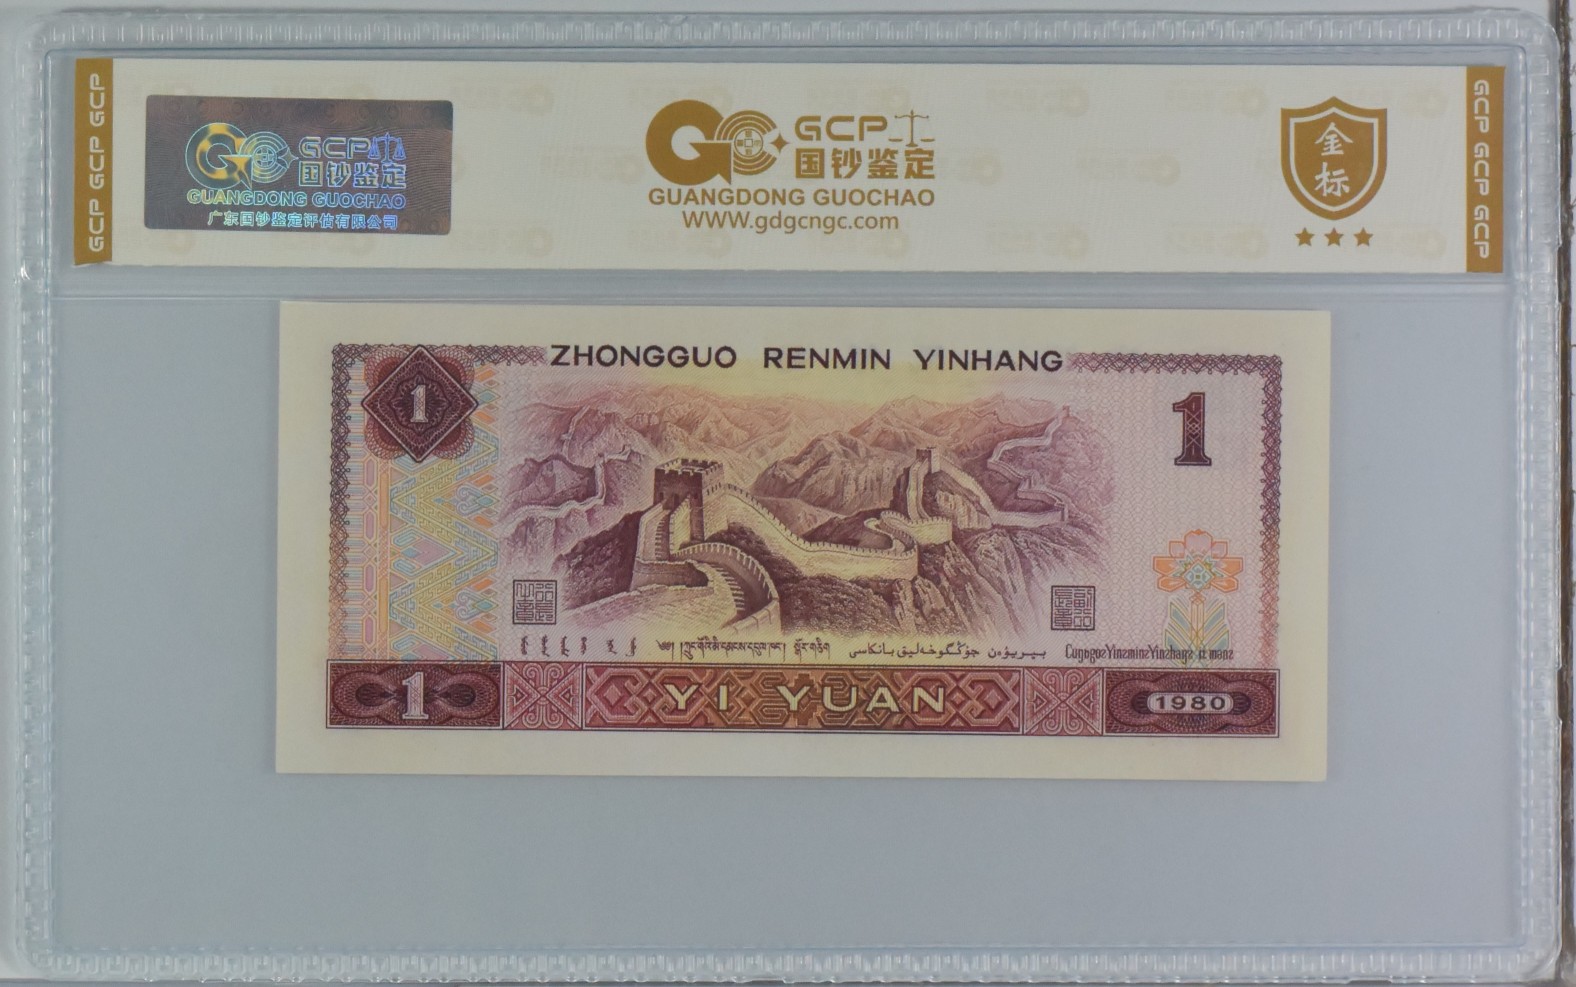 GCP GCP GCP
GCP
国钞鉴定
GUANGDONG GUOCHAO
广东国钞鉴定评估有限公司
GCP
国钞鉴定
GUANGDONG GUOCHAO
WWW.gdgcngc.com
金标
GCP GCP GCP
ZHONGGUO RENMIN YINHANG
1
1
1
YI YUAN
1980